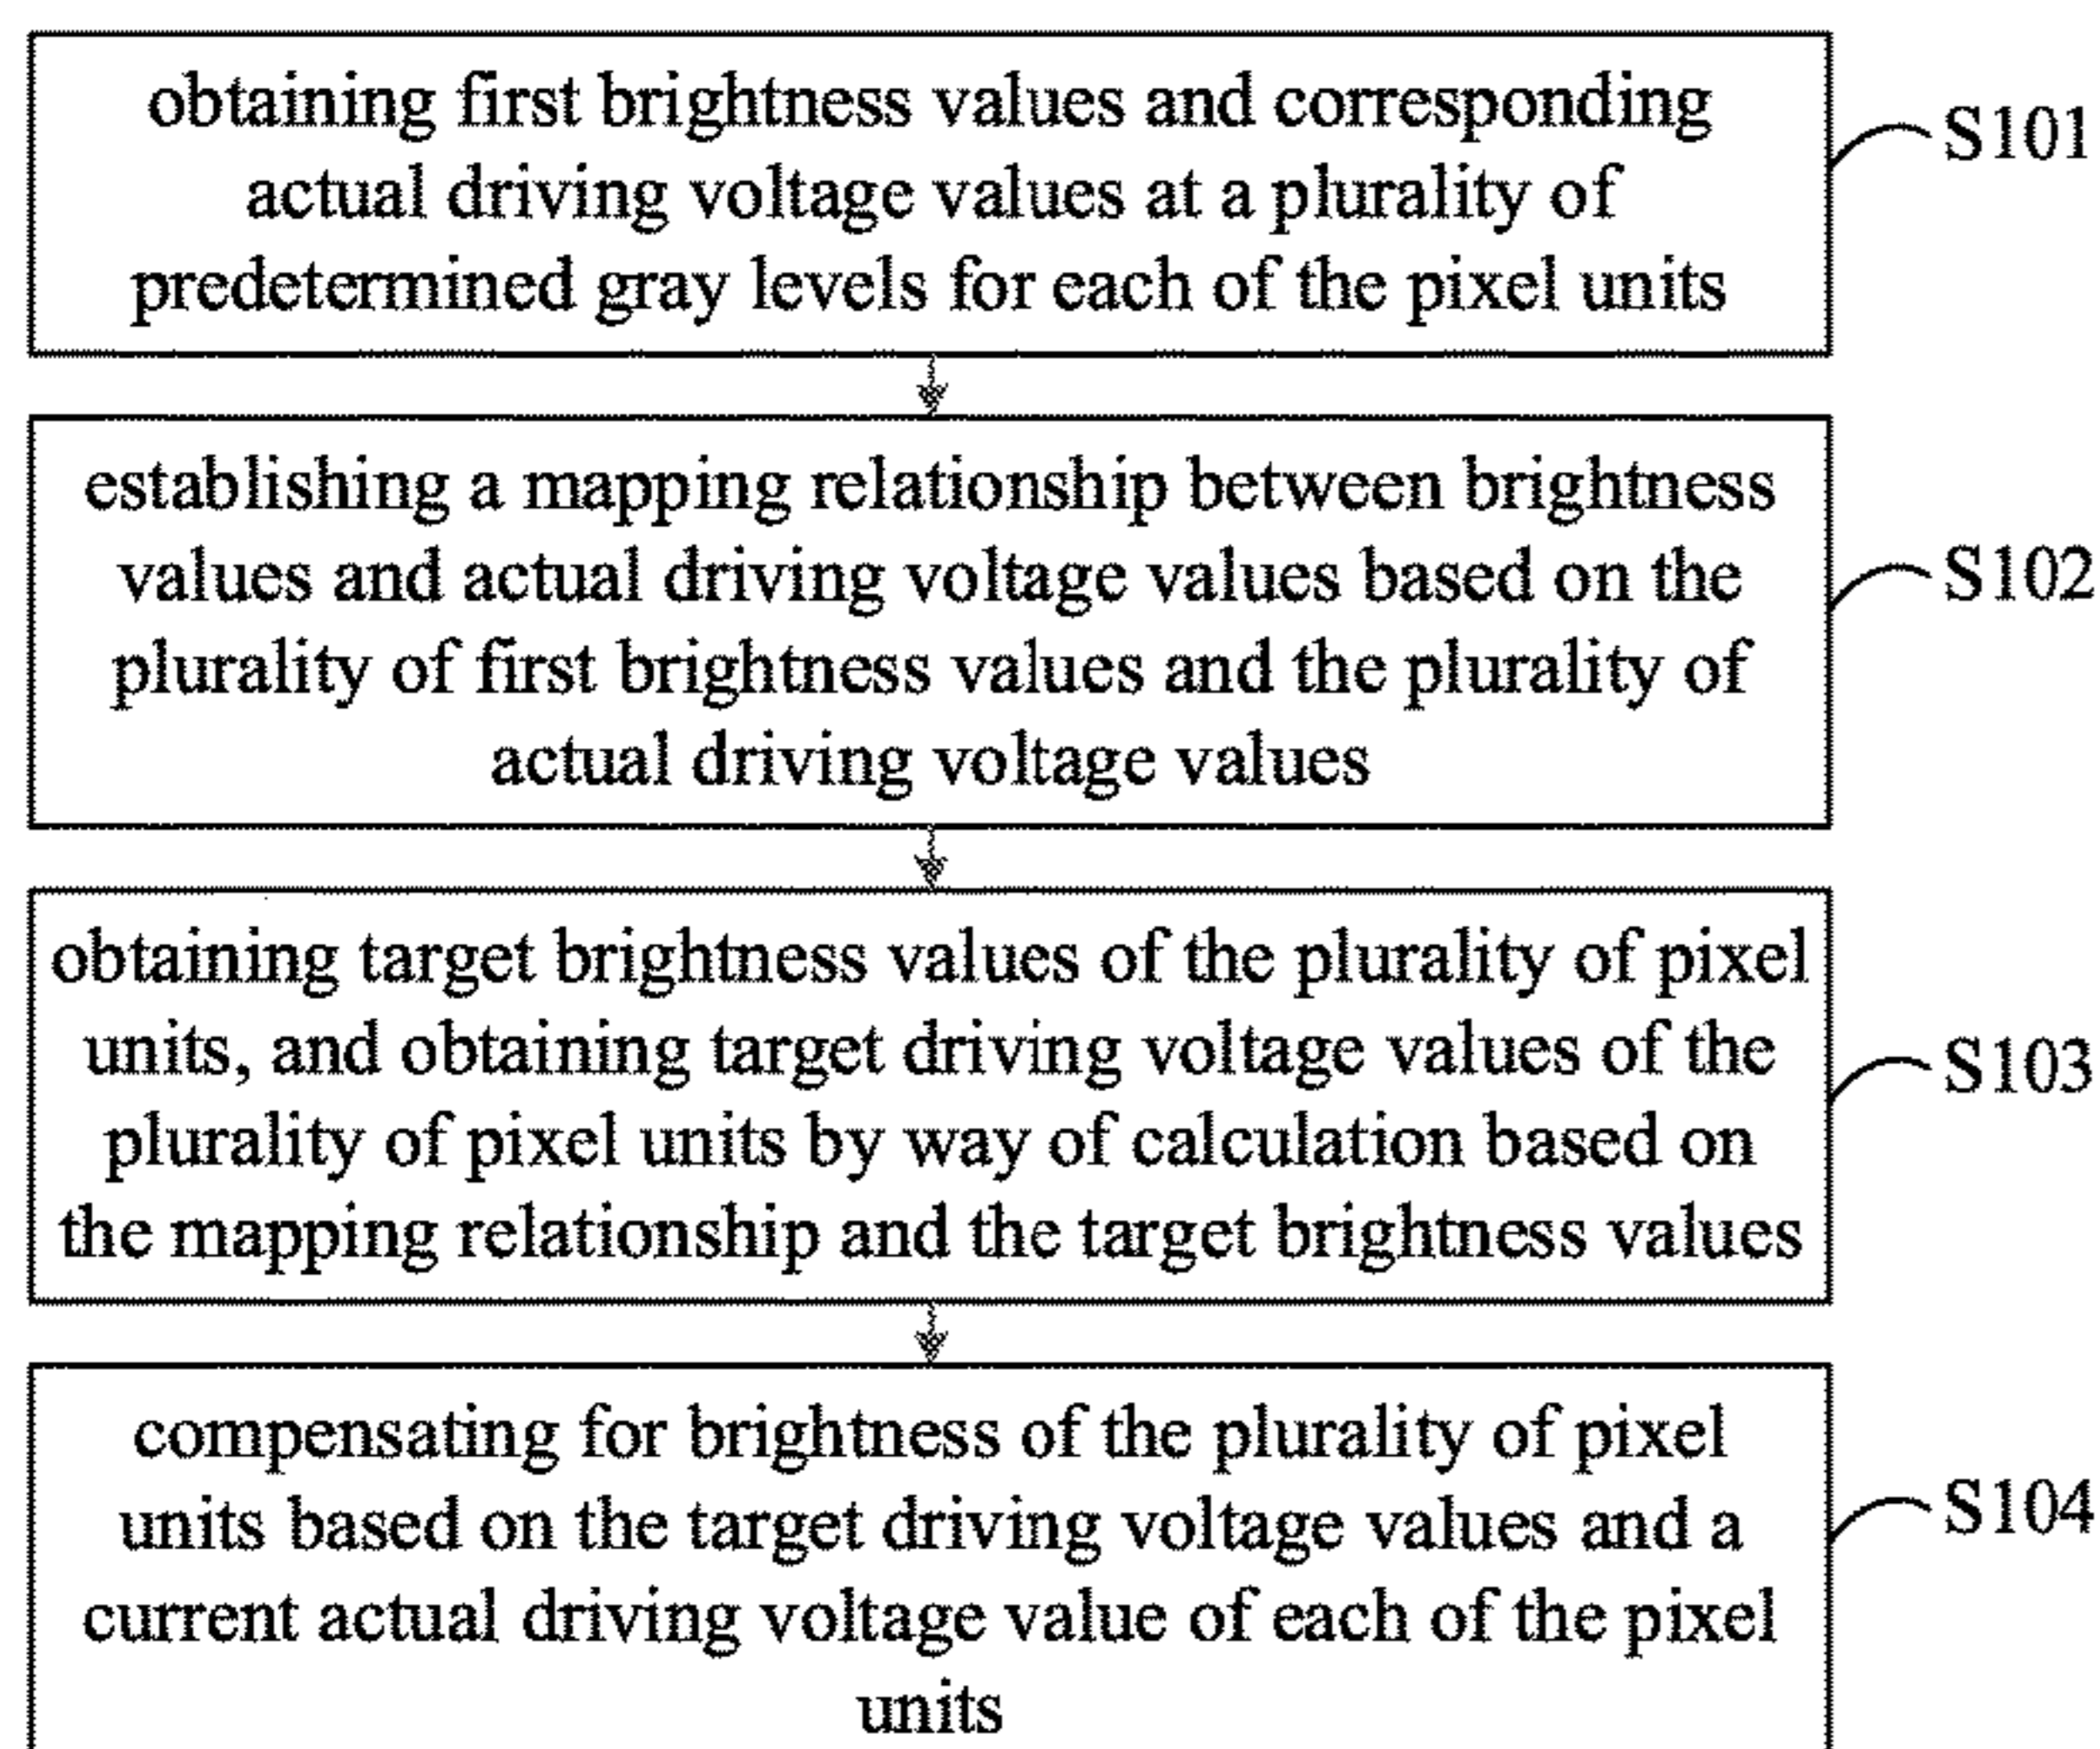 obtaining first brightness values and corresponding
actual driving voltage values at a plurality of
predetermined gray levels for each of the pixel units
S101
establishing a mapping relationship between brightness
values and actual driving voltage values based on the
plurality of first brightness values and the plurality of
actual driving voltage values
S102
obtaining target brightness values of the plurality of pixel
units, and obtaining target driving voltage values of the
plurality of pixel units by way of calculation based on
the mapping relationship and the target brightness values
S103
compensating for brightness of the plurality of pixel
units based on the target driving voltage values and a
current actual driving voltage value of each of the pixel
units
S104